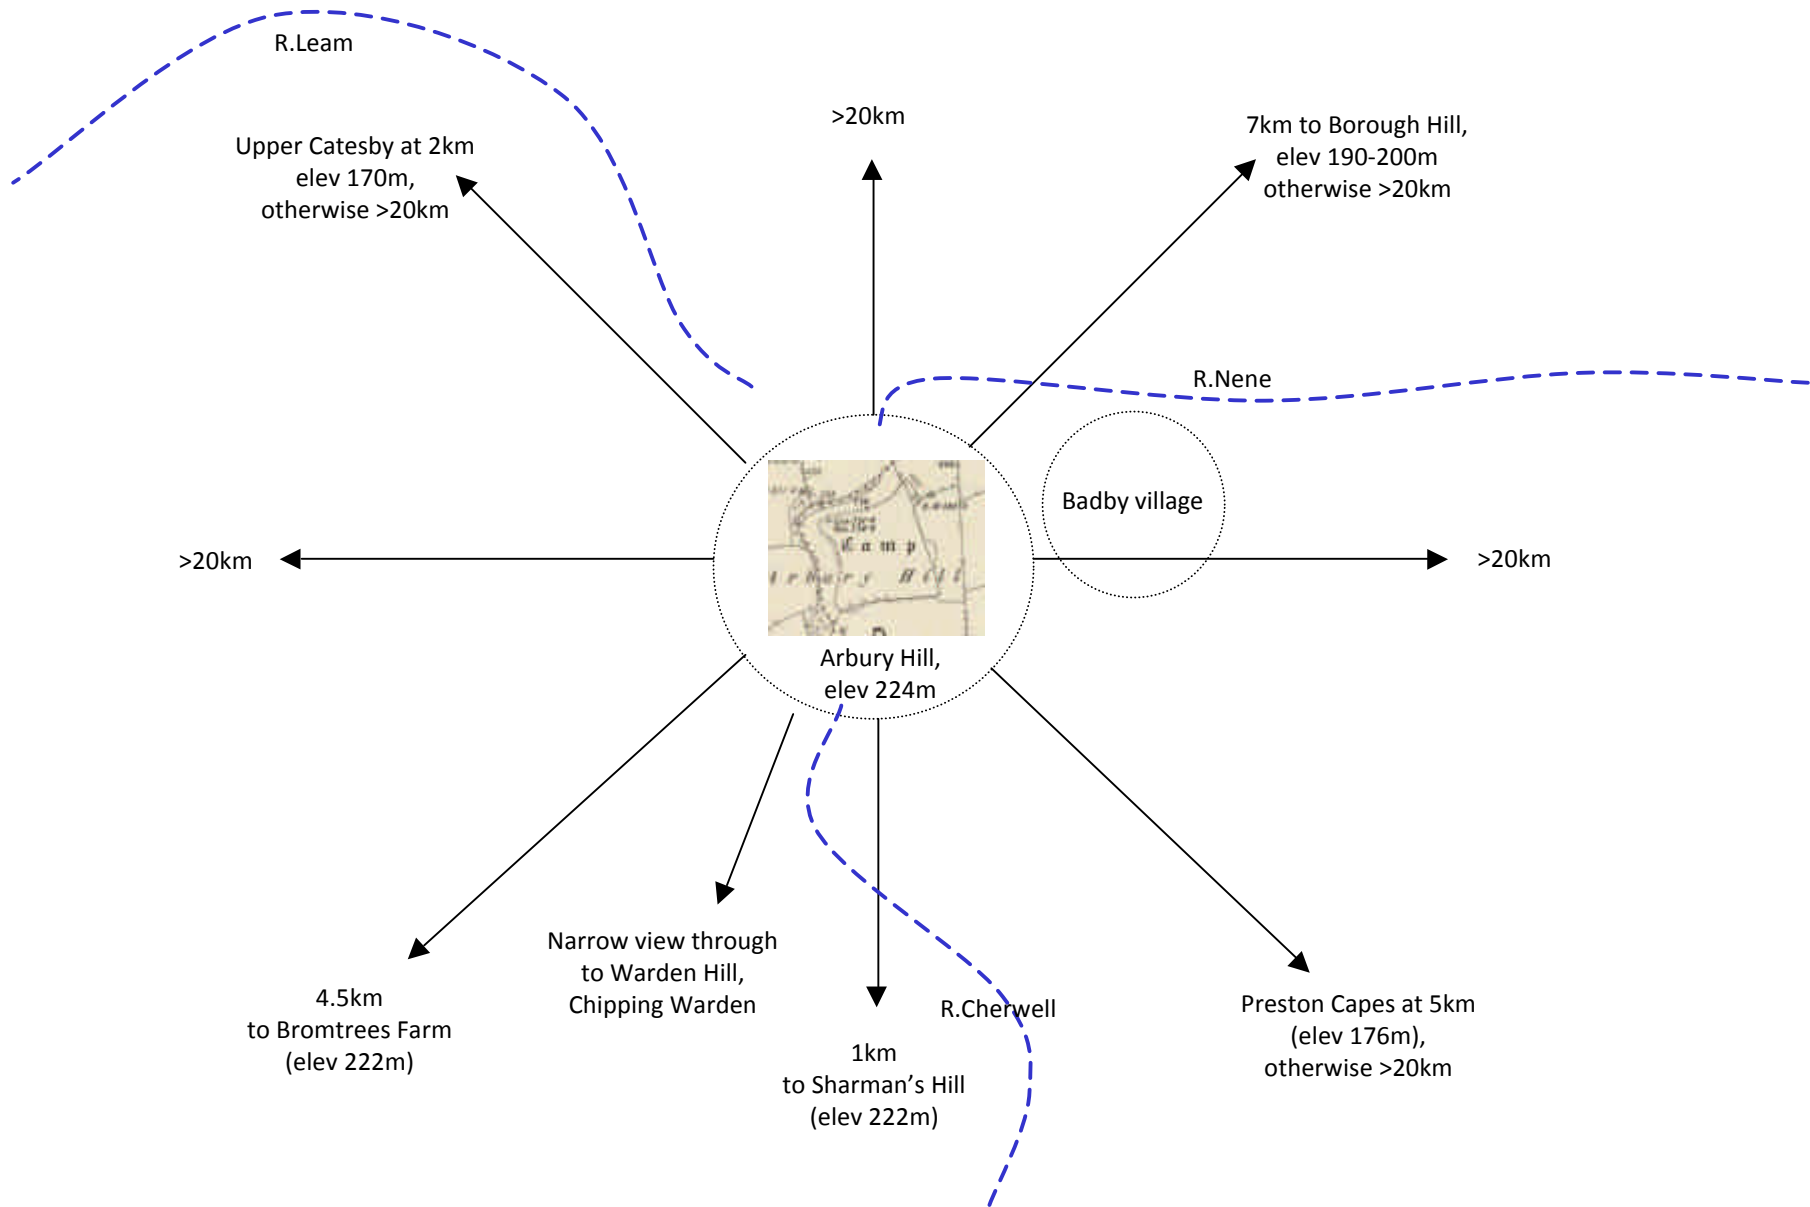 R.Leam
>20km
7km to Borough Hill,
elev 190-200m
otherwise >20km
Upper Catesby at 2km
elev 170m,
otherwise >20km
R.Nene
Badby village
Camp
>20km
>20km
Arbury Hill,
elev 224m
Narrow view through
to Warden Hill,
Chipping Warden
4.5km
to Bromtrees Farm
(elev 222m)
R.Cherwell
1km
to Sharman’s Hill
(elev 222m)
Preston Capes at 5km
(elev 176m),
otherwise >20km